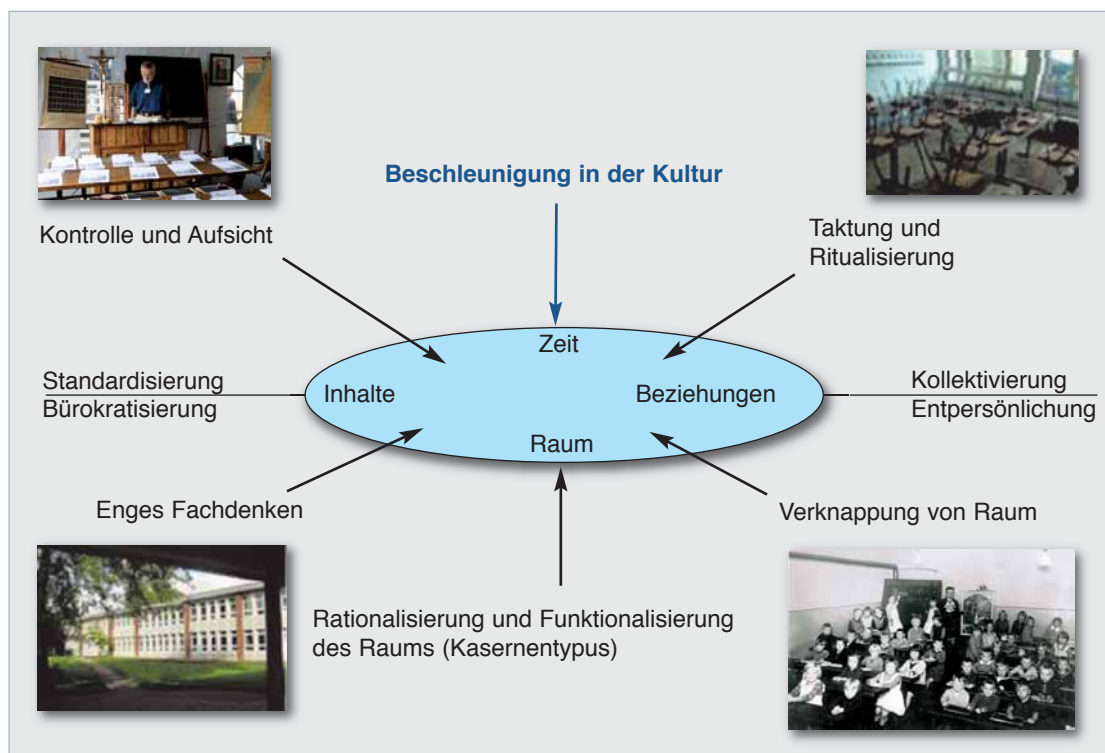 Beschleunigung in der Kultur
Kontrolle und Aufsicht
Taktung und
Ritualisierung
Zeit
Standardisierung
Bürokratisierung
Inhalte
Beziehungen
Kollektivierung
Entpersönlichung
Raum
Enges Fachdenken
Verknappung von Raum
Rationalisierung und Funktionalisierung
des Raums (Kasernentypus)